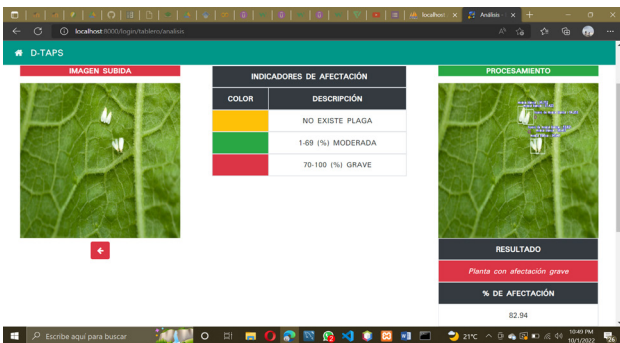 localhost
Análisis
localhost:8000/login/tablero/analisis
D-TAPS
IMAGEN SUBIDA
INDICADORES DE AFECTACIÓN
COLOR DESCRIPCIÓN
NO EXISTE PLAGA
1-69 (%) MODERADA
70-100 (%) GRAVE
PROCESAMIENTO
RESULTADO
Planta con afectación grave
% DE AFECTACIÓN
82.94
Escribe aquí para buscar
21°C
10:49 PM
10/1/2022